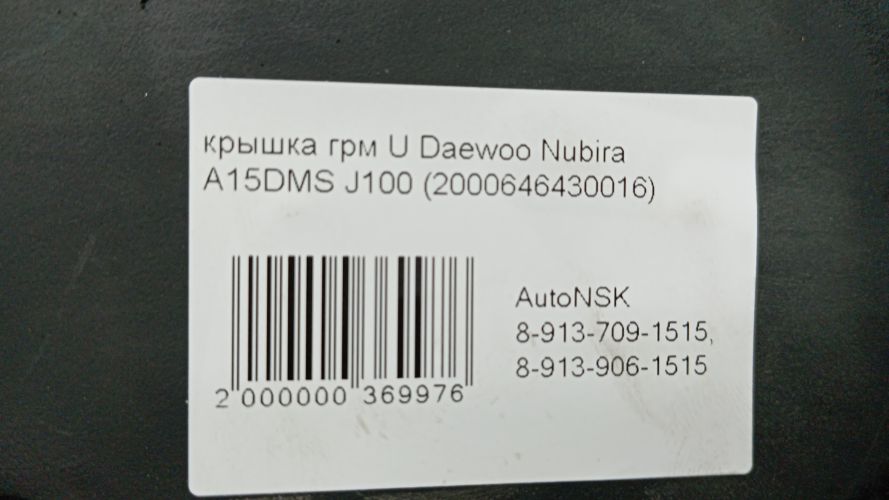 крышка грм U Daewoo Nubira
A15DMS J100 (2000646430016)
AutoNSK
8-913-709-1515,
8-913-906-1515
2 000000 369976